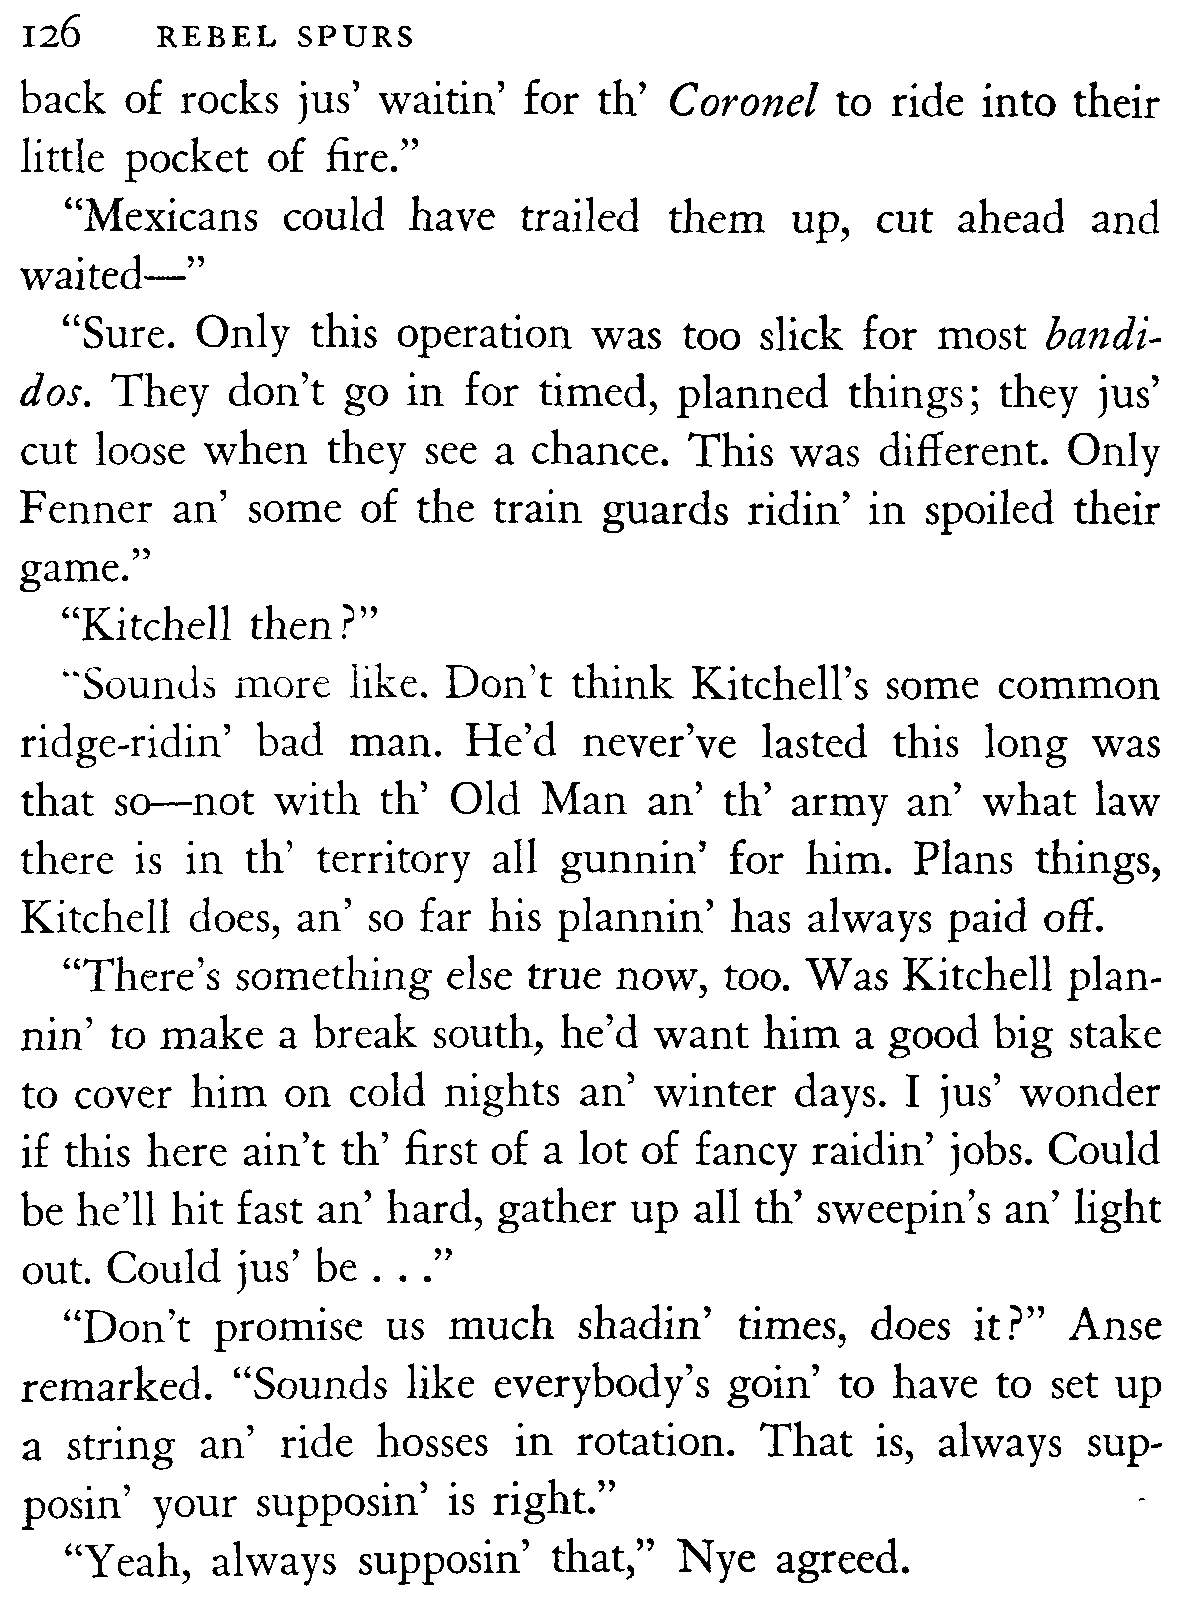 126 REBEL SPURS
back of rocks jus’ waitin’ for th’ Coronel to ride into their
little pocket of fire.”
“Mexicans could have trailed them up, cut ahead and
waited—”
“Sure. Only this operation was too slick for most bandi-
dos. They don’t go in for timed, planned things; they jus’
cut loose when they see a chance. This was different. Only
Fenner an’ some of the train guards ridin’ in spoiled their
game.”
“Kitchell then?”
“Sounds more like. Don’t think Kitchell’s some common
ridge-ridin’ bad man. He’d never’ve lasted this long was
that so—not with th’ Old Man an’ th’ army an’ what law
there is in th’ territory all gunnin’ for him. Plans things,
Kitchell does, an’ so far his plannin’ has always paid off.
“There’s something else true now, too. Was Kitchell plan-
nin’ to make a break south, he’d want him a good big stake
to cover him on cold nights an’ winter days. I jus’ wonder
if this here ain’t th’ first of a lot of fancy raidin’ jobs. Could
be he’ll hit fast an’ hard, gather up all th’ sweepin’s an’ light
out. Could jus’ be . . .”
“Don’t promise us much shadin’ times, does it?” Anse
remarked. “Sounds like everybody’s goin’ to have to set up
a string an’ ride hosses in rotation. That is, always sup-
posin’ your supposin’ is right.”
“Yeah, always supposin’ that,” Nye agreed.